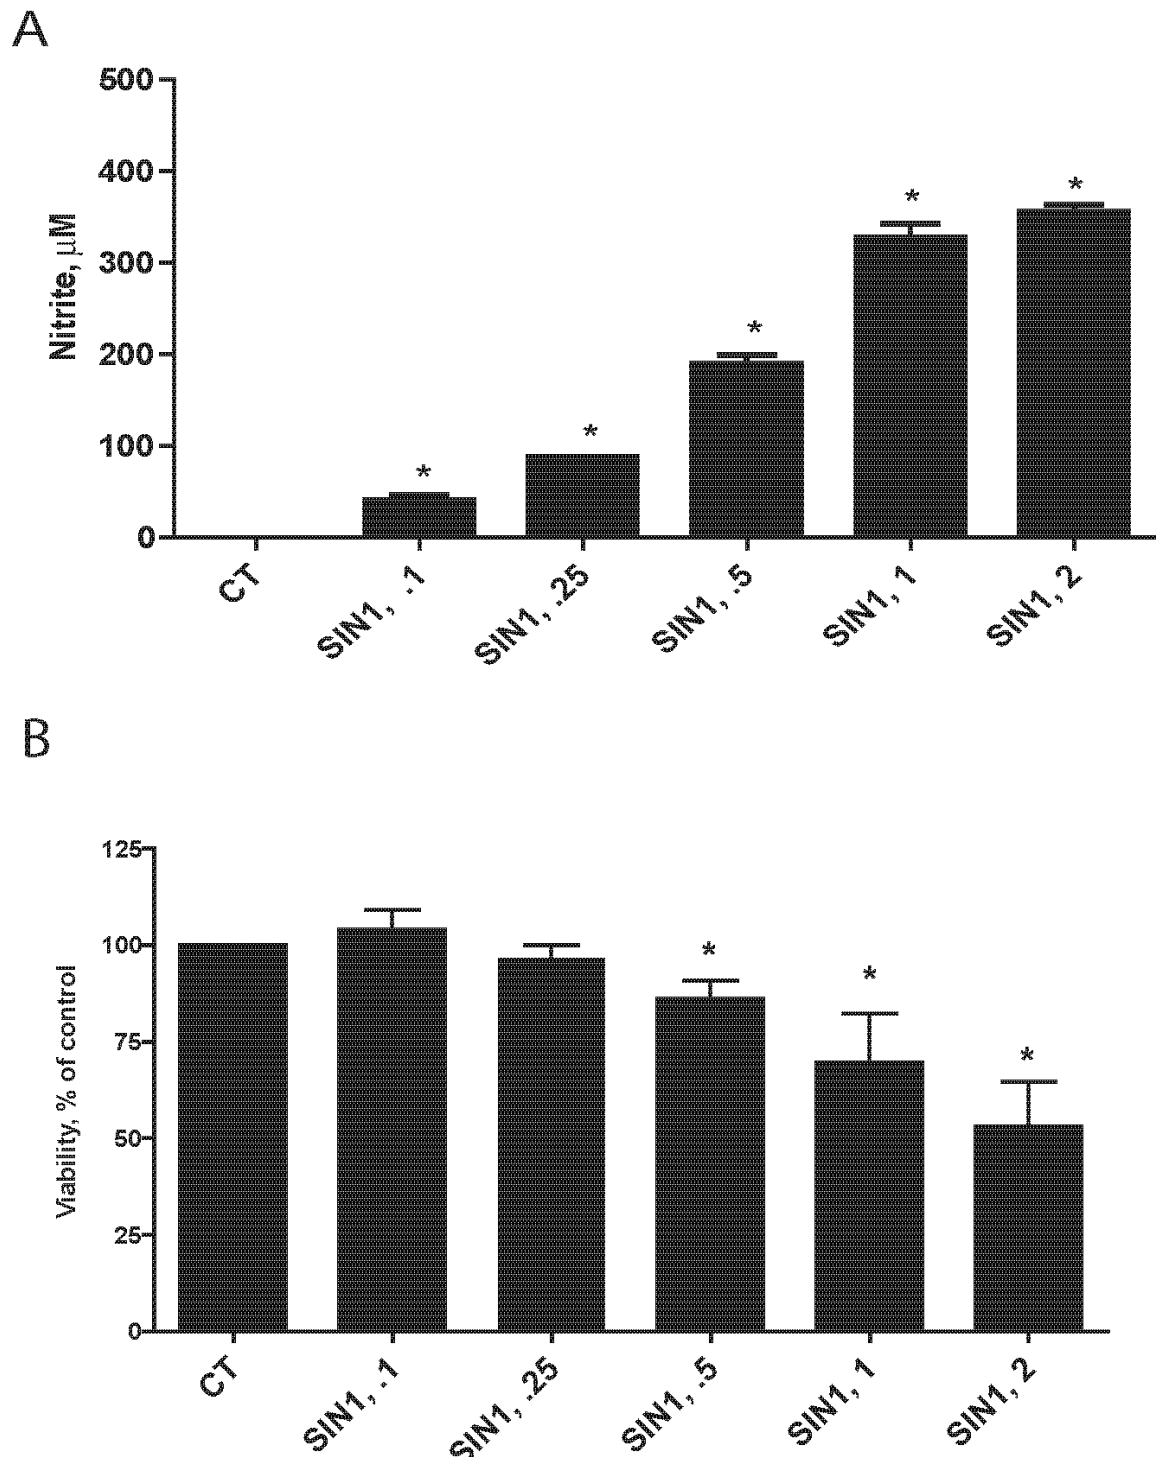 A
500
400
300
200
100
0
Nitrite, μM
*
*
*
*
*
CT
SIN1, .1
SIN1, .25
SIN1, .5
SIN1, 1
SIN1, 2
B
125
100
75
50
25
0
Viability, % of control
*
*
*
CT
SIN1, .1
SIN1, .25
SIN1, .5
SIN1, 1
SIN1, 2